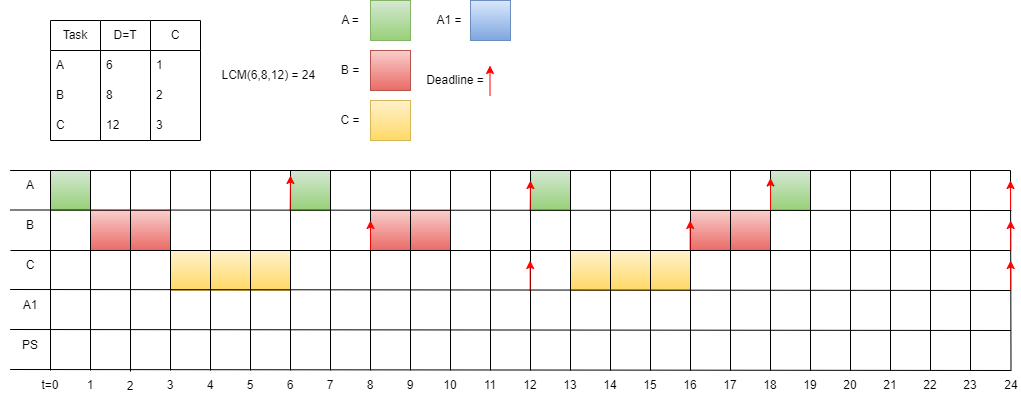 A =
A1 =
Task D=T C
A 6 1
LCM(6,8,12) = 24
B =
Deadline =
B 8 2
C =
C 12 3
A
B
C
A1
PS
t=0 1 2 3 4 5 6 7 8 9 10 11 12 13 14 15 16 17 18 19 20 21 22 23 24